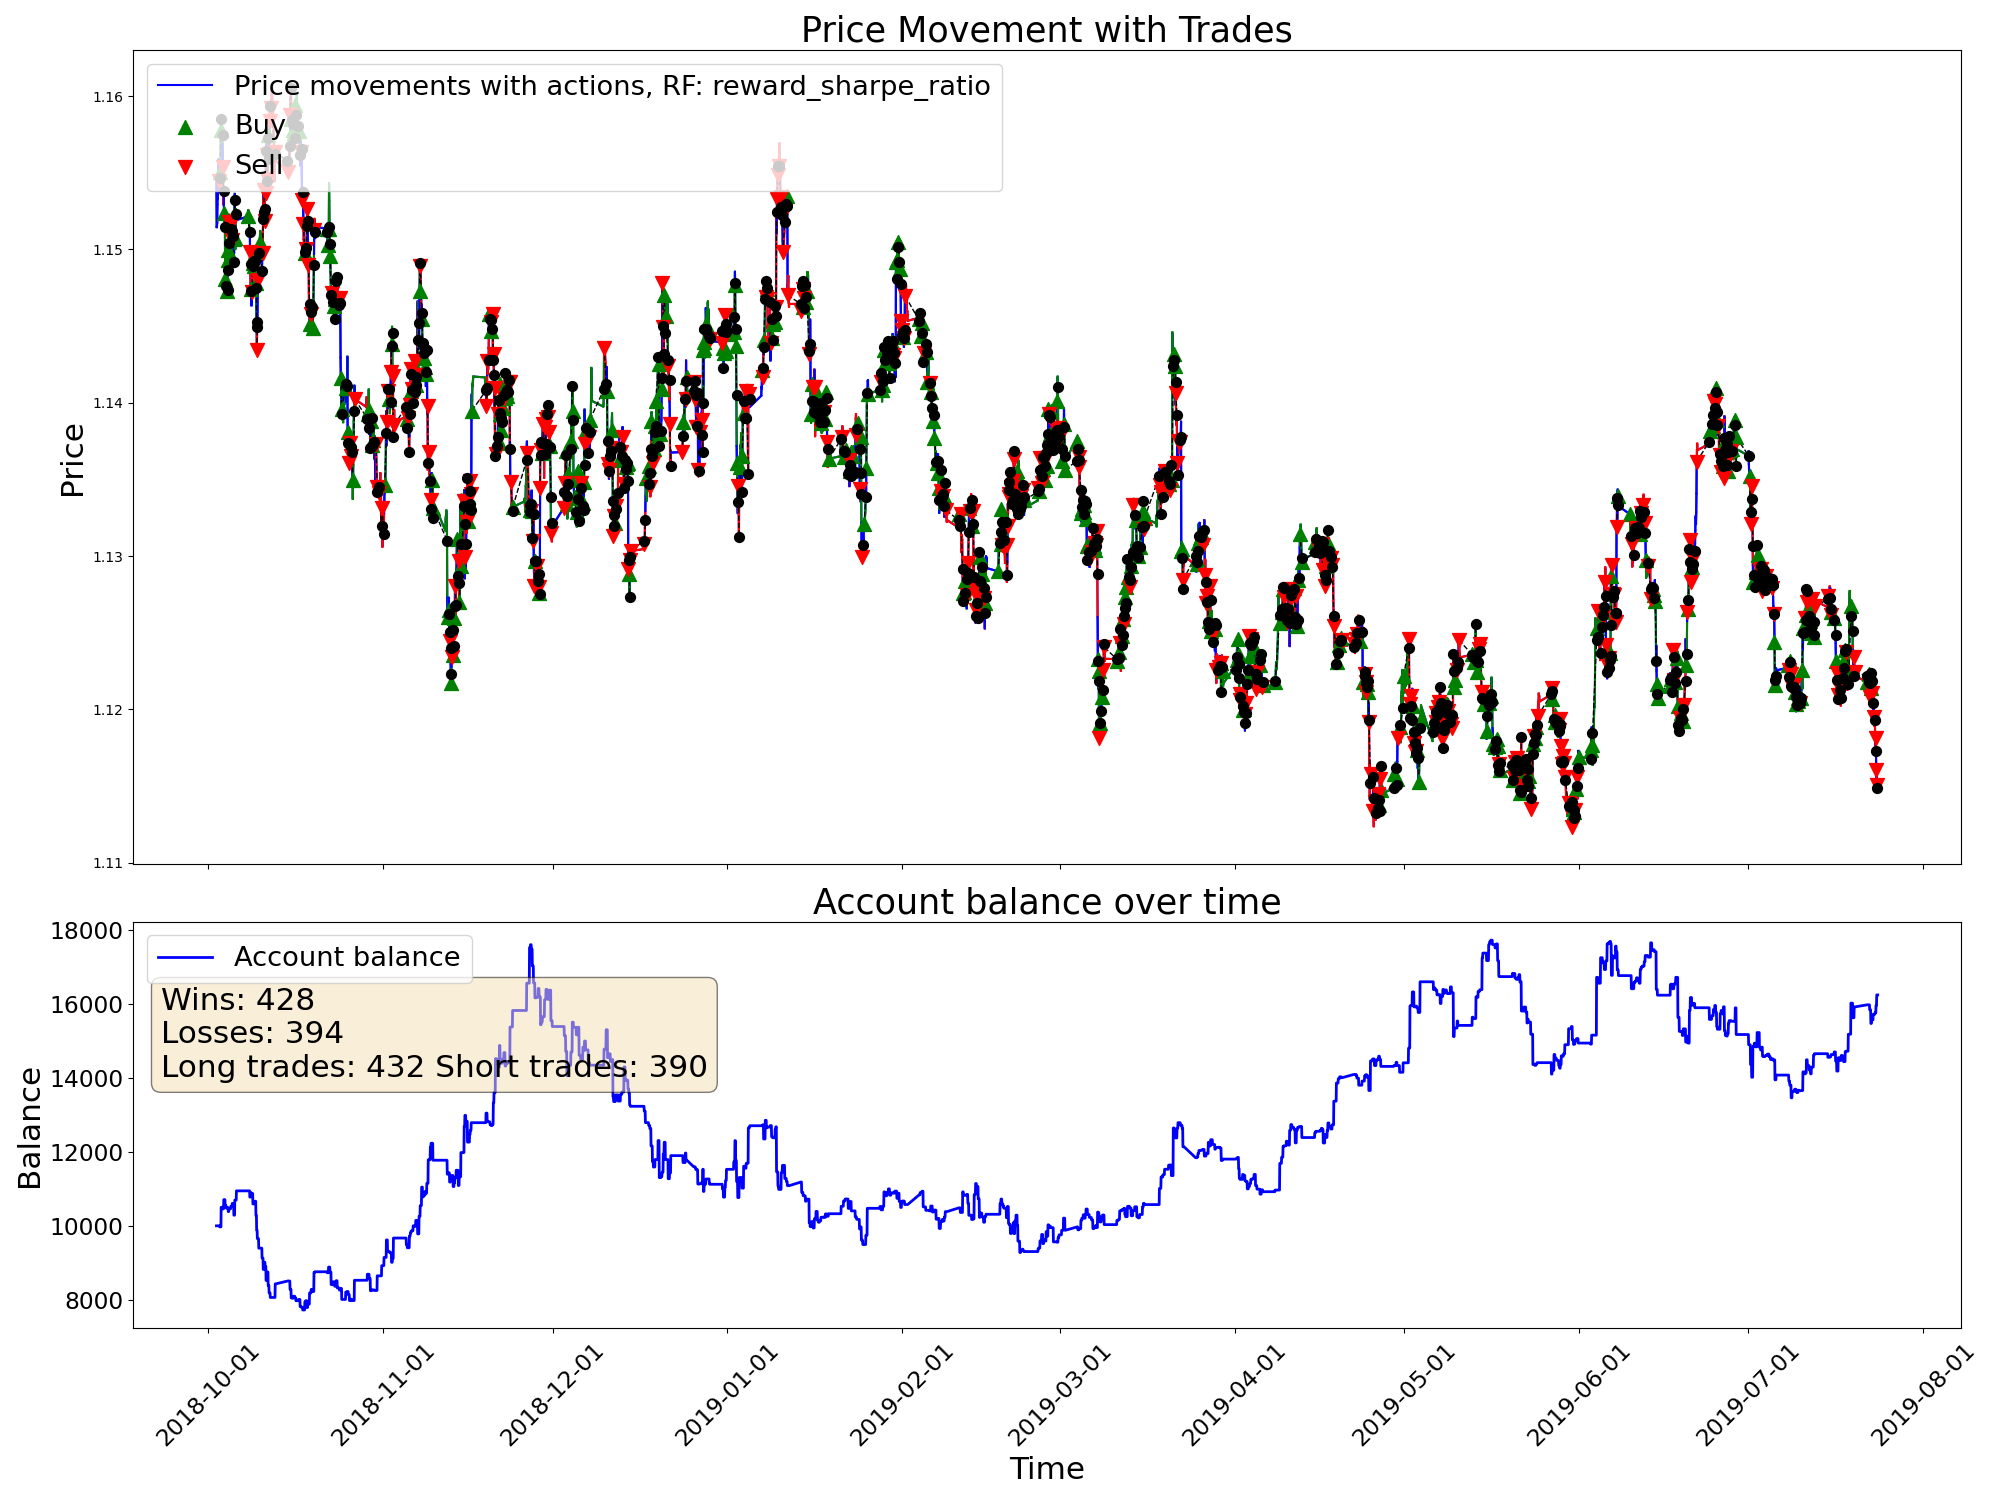 Price Movement with Trades
Price movements with actions, RF: reward_sharpe_ratio
Buy
Sell
1.16
1.15
1.14
1.13
1.12
1.11
Price
Account balance over time
Account balance
Wins: 428
Losses: 394
Long trades: 432 Short trades: 390
18000
16000
14000
12000
10000
8000
Balance
2018-10-01
2018-11-01
2018-12-01
2019-01-01
2019-02-01
2019-03-01
2019-04-01
2019-05-01
2019-06-01
2019-07-01
2019-08-01
Time